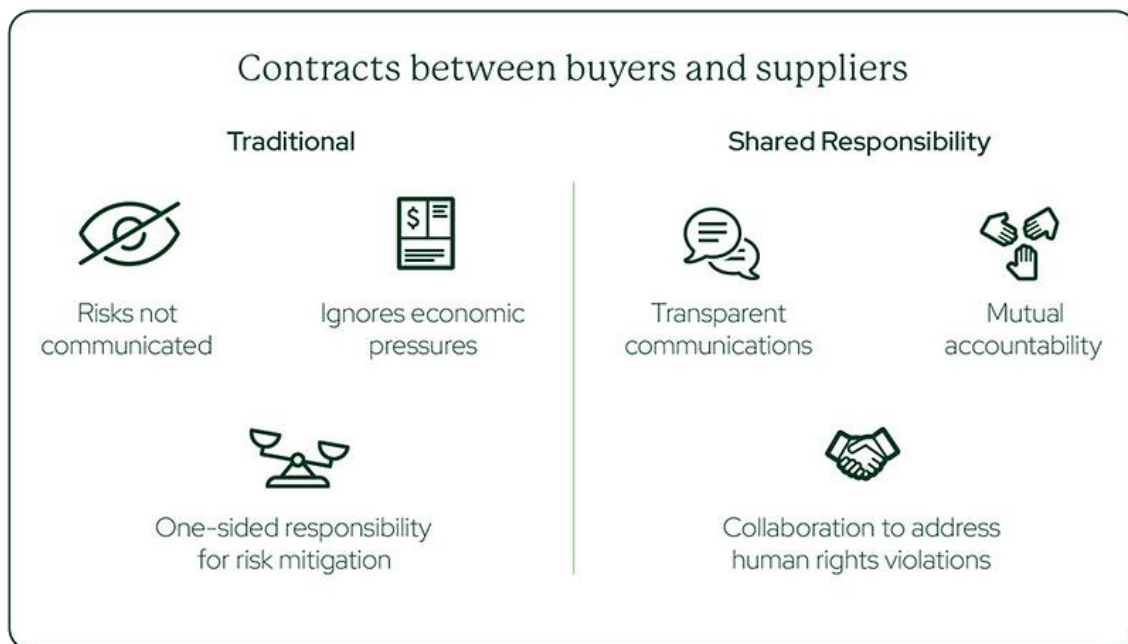 Contracts between buyers and suppliers
Traditional
Risks not
communicated
$
Ignores economic
pressures
One-sided responsibility
for risk mitigation
Shared Responsibility
Transparent
communications
Mutual
accountability
Collaboration to address
human rights violations